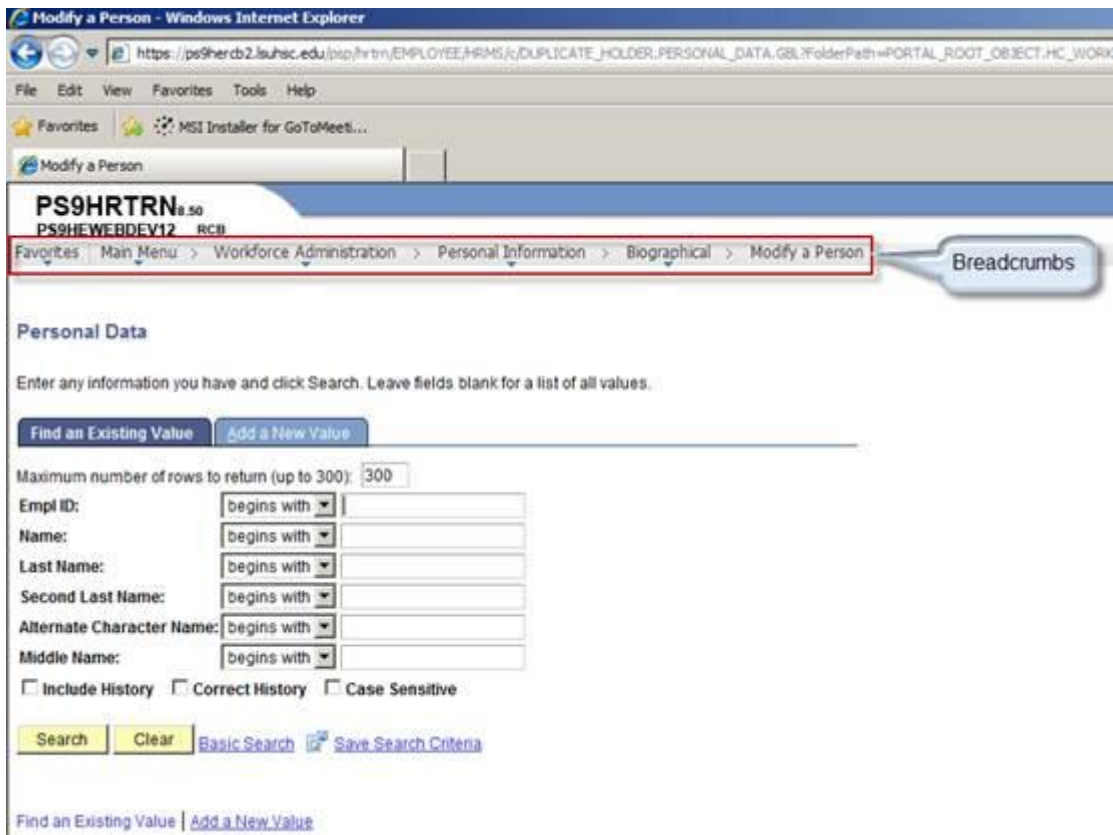 Modify a Person - Windows Internet Explorer
https://ps9hercb2.lsuhsc.edu/psp/hrtrn/EMPLOYEE/HRMS/c/DUPLICATE_HOLDER.PERSONAL_DATA.GBL?FolderPath=PORTAL_ROOT_OBJECT.HC_WORK
File Edit View Favorites Tools Help
Favorites MSI Installer for GoToMeeti...
Modify a Person
PS9HRTRN8.50
PS9HEWEBDEV12 RCB
Favorites Main Menu > Workforce Administration > Personal Information > Biographical > Modify a Person
Breadcrumbs
Personal Data
Enter any information you have and click Search. Leave fields blank for a list of all values.
Find an Existing Value Add a New Value
Maximum number of rows to return (up to 300): 300
Empl ID: begins with
Name: begins with
Last Name: begins with
Second Last Name: begins with
Alternate Character Name: begins with
Middle Name: begins with
Include History Correct History Case Sensitive
Search Clear Basic Search Save Search Criteria
Find an Existing Value | Add a New Value